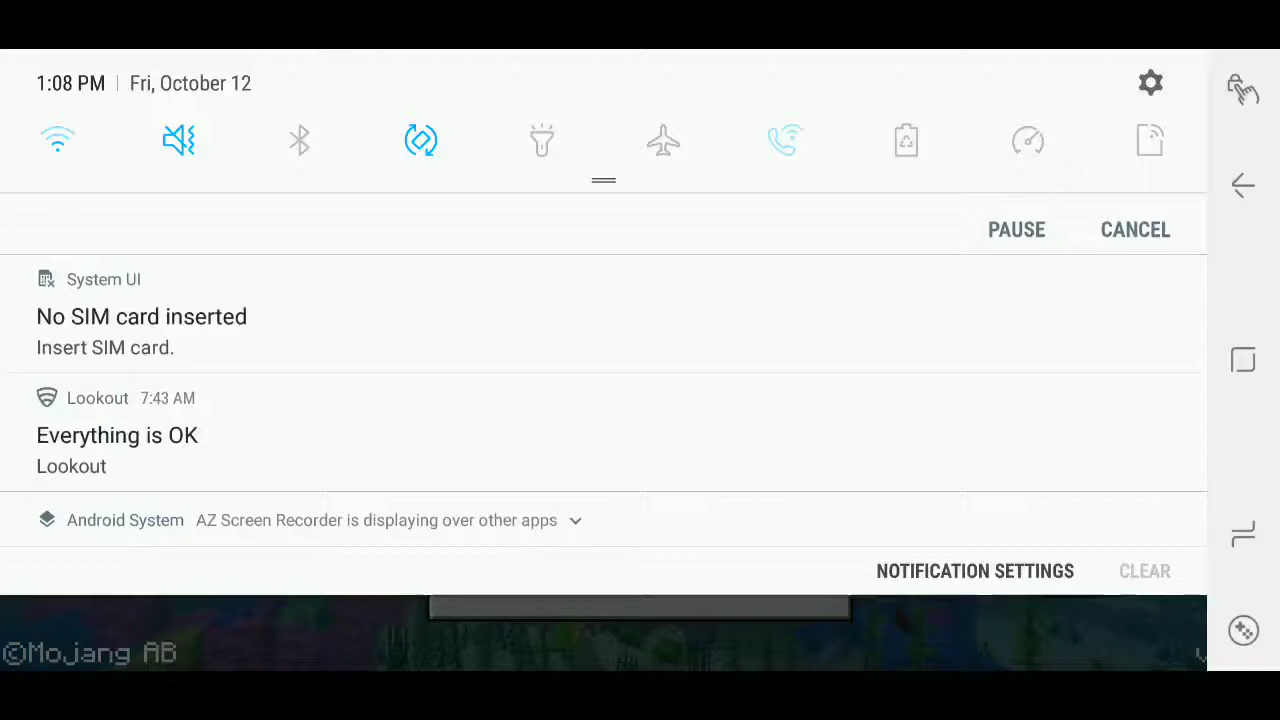 1:08 PM | Fri, October 12
PAUSE CANCEL
System UI
No SIM card inserted
Insert SIM card.
Lookout 7:43 AM
Everything is OK
Lookout
Android System AZ Screen Recorder is displaying over other apps
NOTIFICATION SETTINGS CLEAR
©Mojang AB